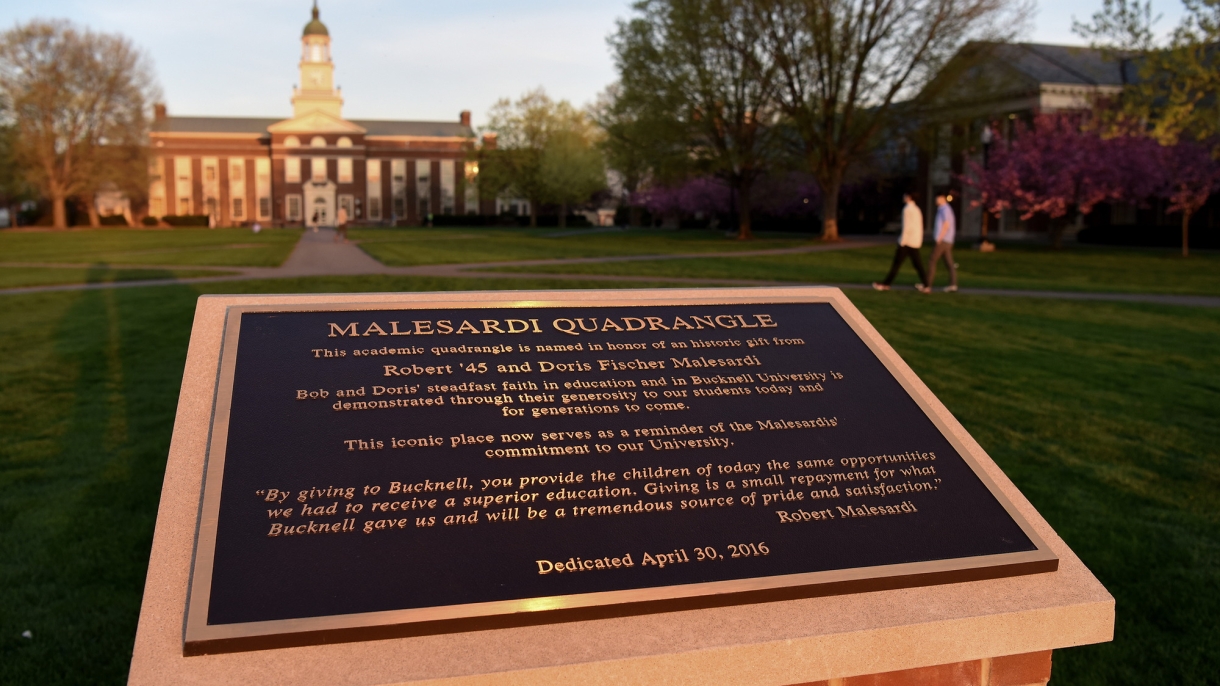 MALESARDI QUADRANGLE
This academic quadrangle is named in honor of an historic gift from
Robert '45 and Doris Fischer Malesardi
Bob and Doris' steadfast faith in education and in Bucknell University is
demonstrated through their generosity to our students today and
for generations to come.
This iconic place now serves as a reminder of the Malesardis'
commitment to our University.
“By giving to Bucknell, you provide the children of today the same opportunities
we had to receive a superior education. Giving is a small repayment for what
Bucknell gave us and will be a tremendous source of pride and satisfaction.”
Robert Malesardi
Dedicated April 30, 2016